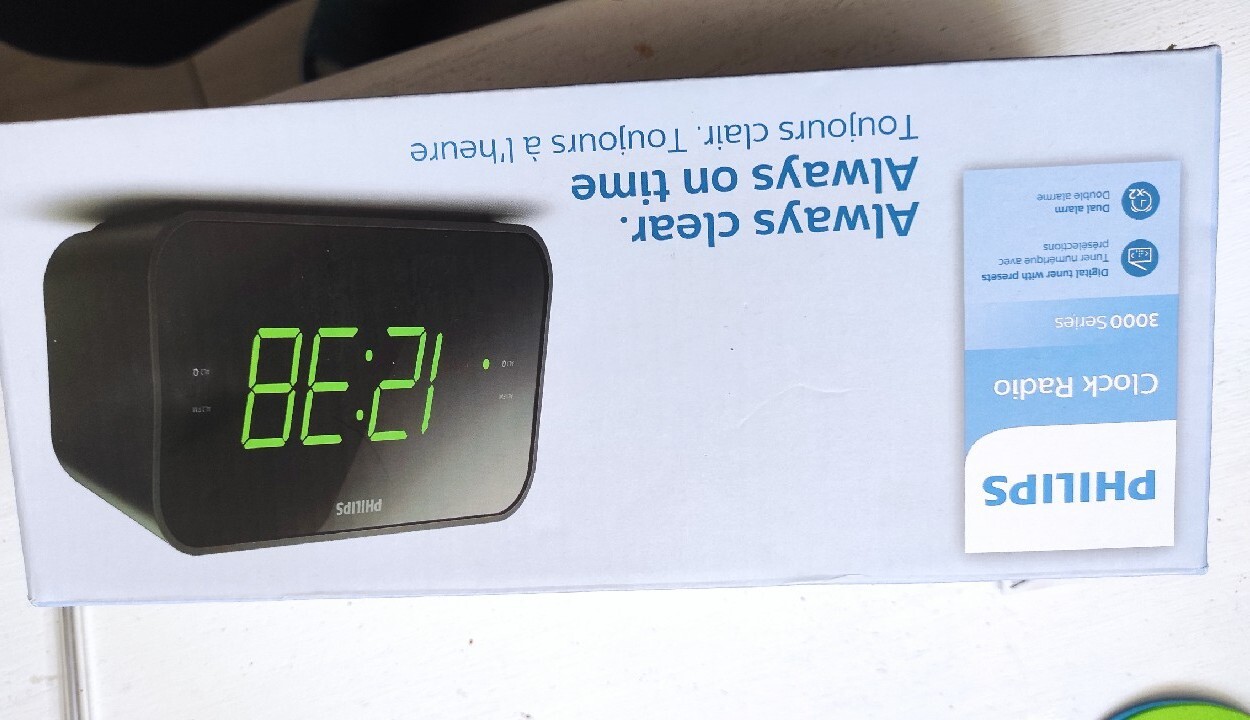 PHILIPS
Clock Radio
3000 Series
Digital tuner with presets
Tuner numérique avec
présélections
x2
Dual alarm
Double alarme
Always clear.
Always on time
Toujours clair. Toujours à l'heure
PHILIPS
12:38